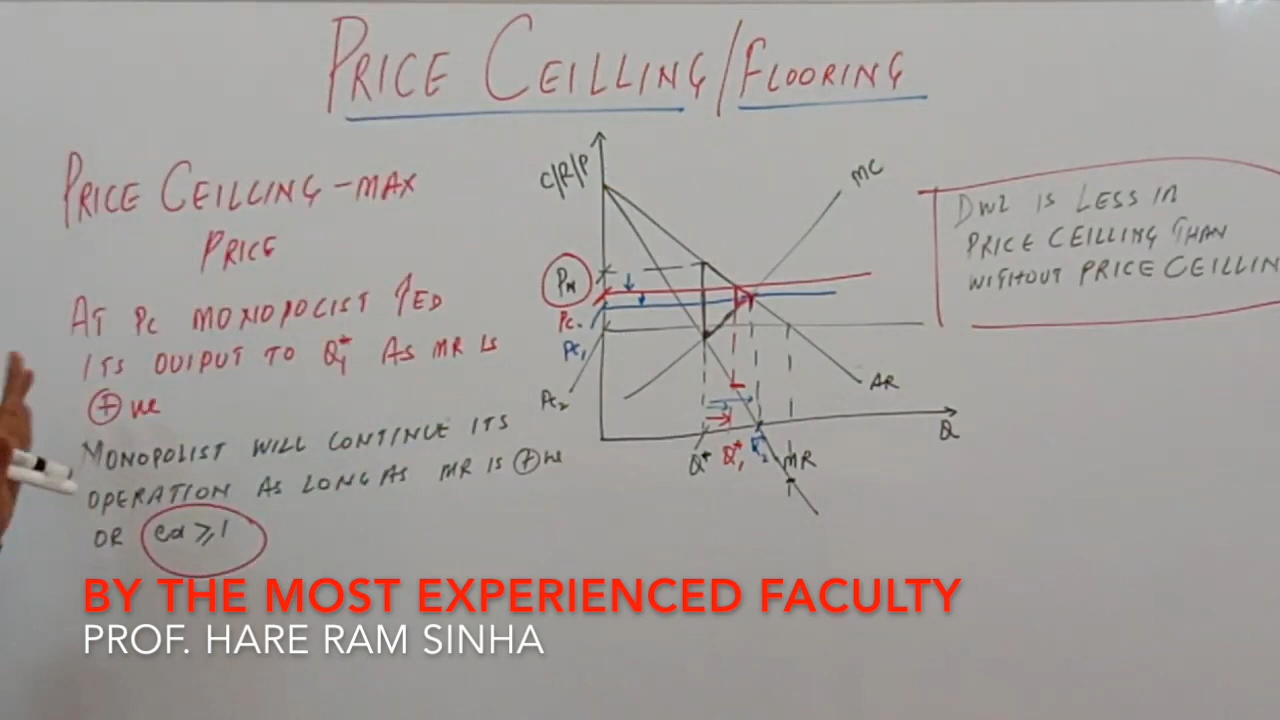 PRICE CEILLING/FLOORING
PRICE CEILLING-MAX
PRICE
AT PC MONOPOLIST ↑ED
ITS OUTPUT TO Q₁* AS MR IS
⊕ve
MONOPOLIST WILL CONTINUE ITS
OPERATION AS LONG AS MR IS ⊕ve
OR ed ≥ 1
C/R/P
PM
Pc
Pc₁
Pc₂
MC
AR
MR
Q
Q*
Q₁*
DWL IS LESS IN
PRICE CEILLING THAN
WITHOUT PRICE CEILLIN
BY THE MOST EXPERIENCED FACULTY
PROF. HARE RAM SINHA